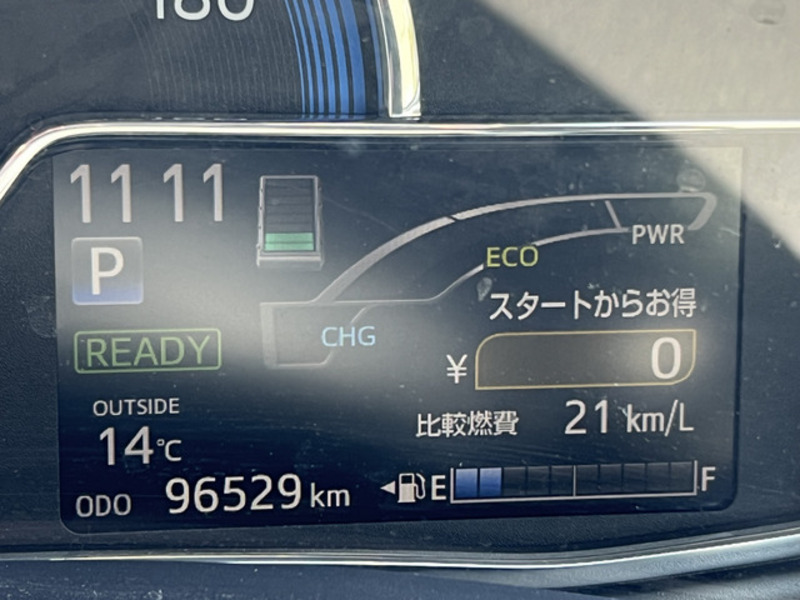 180
11 11
P
PWR
ECO
スタートからお得
CHG
READY
¥ 0
OUTSIDE
14℃
比較燃費 21 km/L
ODO 96529 km
E F